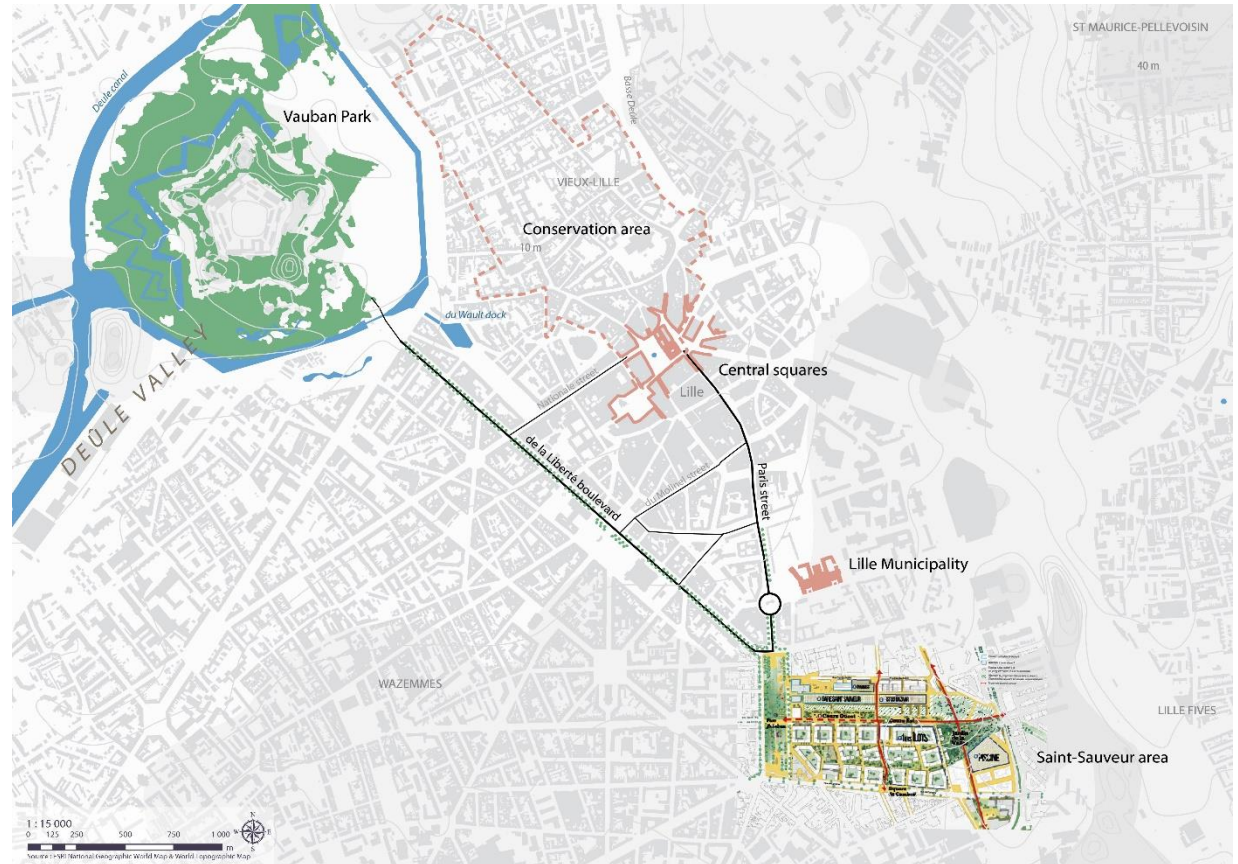 ST MAURICE-PELLEVOISIN
40 m
Deule canal
Basse Deûle
Vauban Park
VIEUX-LILLE
Conservation area
10 m
du Wault dock
DEÛLE VALLEY
Nationale street
Central squares
Lille
de la Liberté boulevard
du Molinel street
Paris street
Lille Municipality
WAZEMMES
LILLE FIVES
Saint-Sauveur area
1 : 15 000
0 125 250 500 750 1 000
m
N
Source : ESRI National Geographic World Map & World Topographic Map